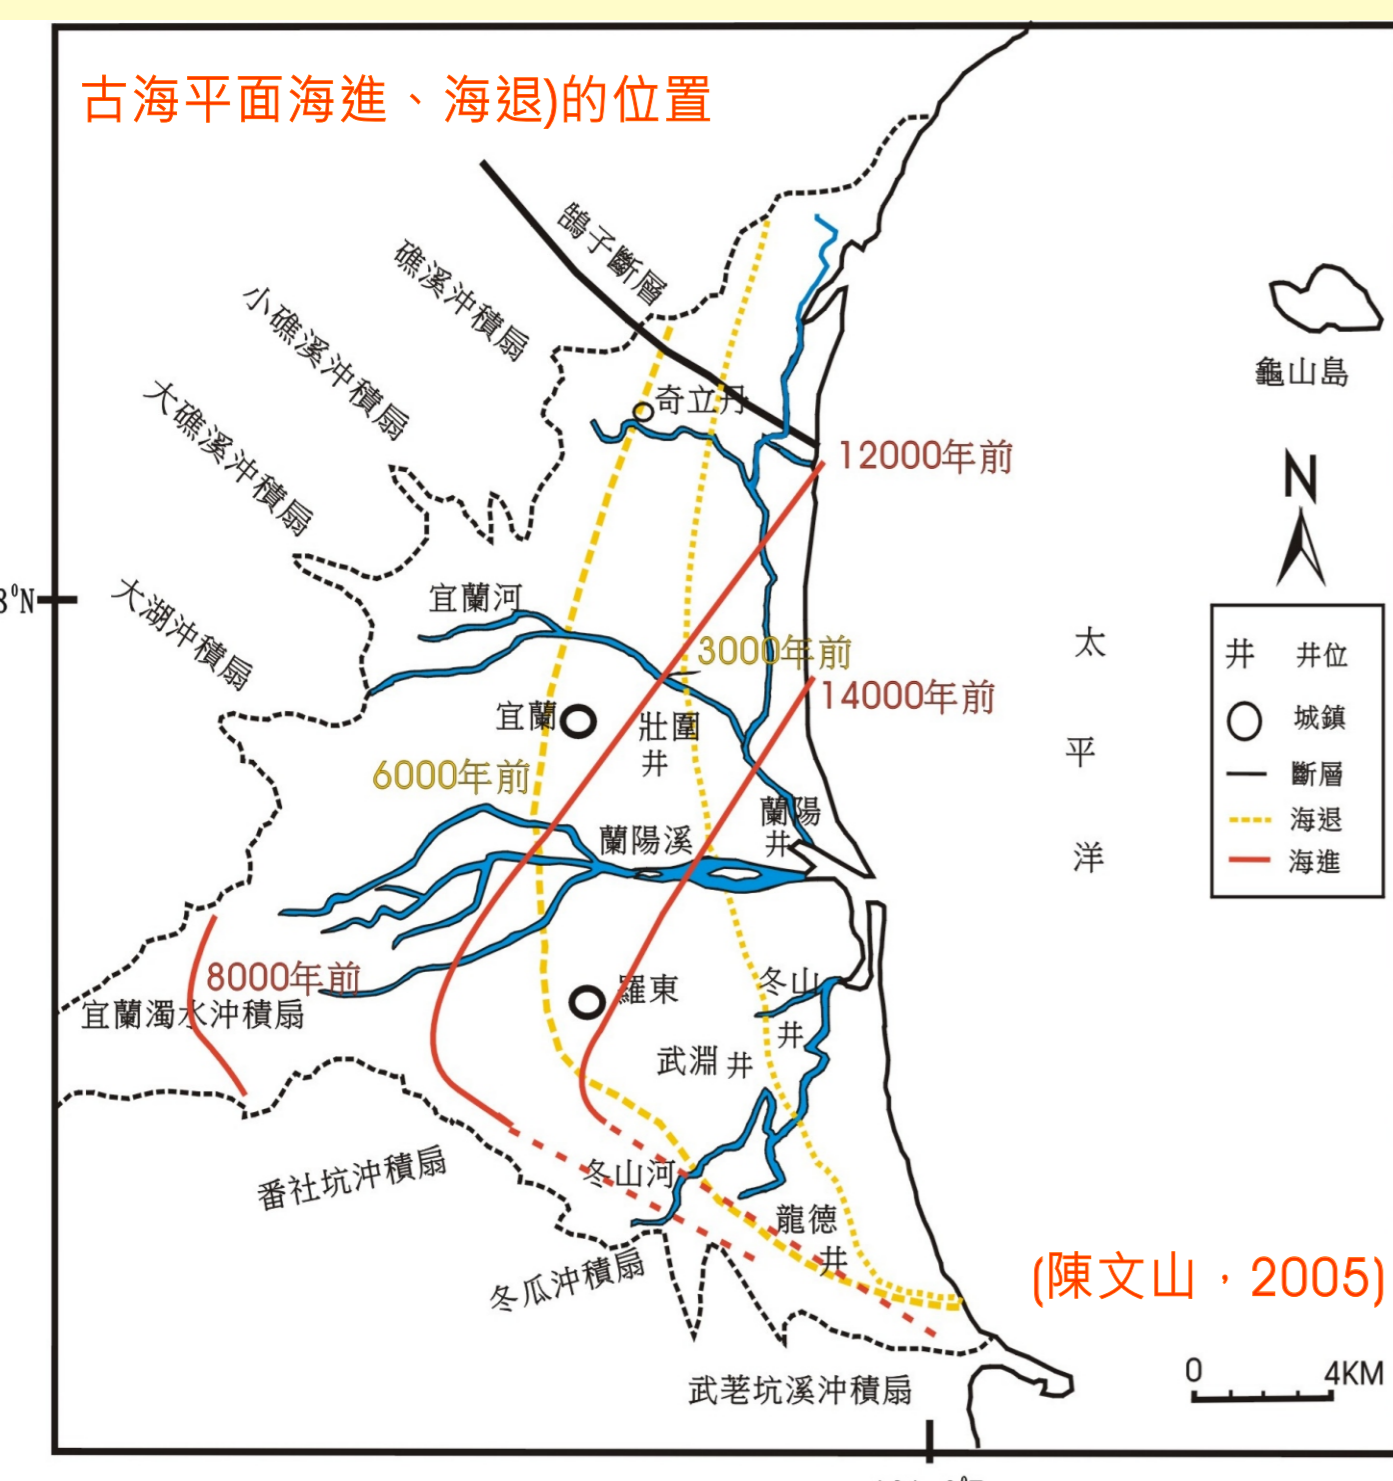 古海平面海進、海退)的位置
鵠子斷層
礁溪沖積扇
小礁溪沖積扇
大礁溪沖積扇
大湖沖積扇
奇立丹
龜山島
12000年前
N
8⁰N
宜蘭河
3000年前
太
平
洋
14000年前
井 井位
城鎮
斷層
海退
海進
宜蘭
壯圍
井
6000年前
蘭陽溪
蘭陽
井
8000年前
宜蘭濁水沖積扇
羅東
冬山
井
武淵 井
番社坑沖積扇
冬山河
龍德
井
冬瓜沖積扇
(陳文山，2005)
武荖坑溪沖積扇
0 4KM